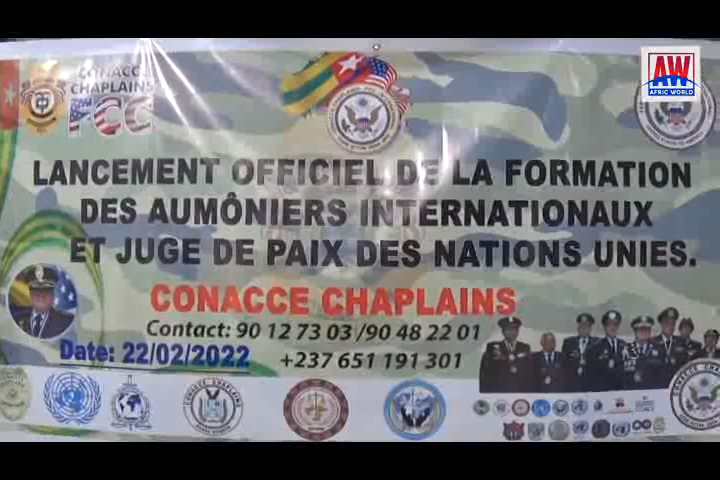 CONACCE
CHAPLAINS
FCC
AW
AFRIC WORLD
LANCEMENT OFFICIEL DE LA FORMATION
DES AUMÔNIERS INTERNATIONAUX
ET JUGE DE PAIX DES NATIONS UNIES.
CONACCE CHAPLAINS
Contact: 90 12 73 03 /90 48 22 01
Date: 22/02/2022
+237 651 191 301
CONACCE CHAPLAINS